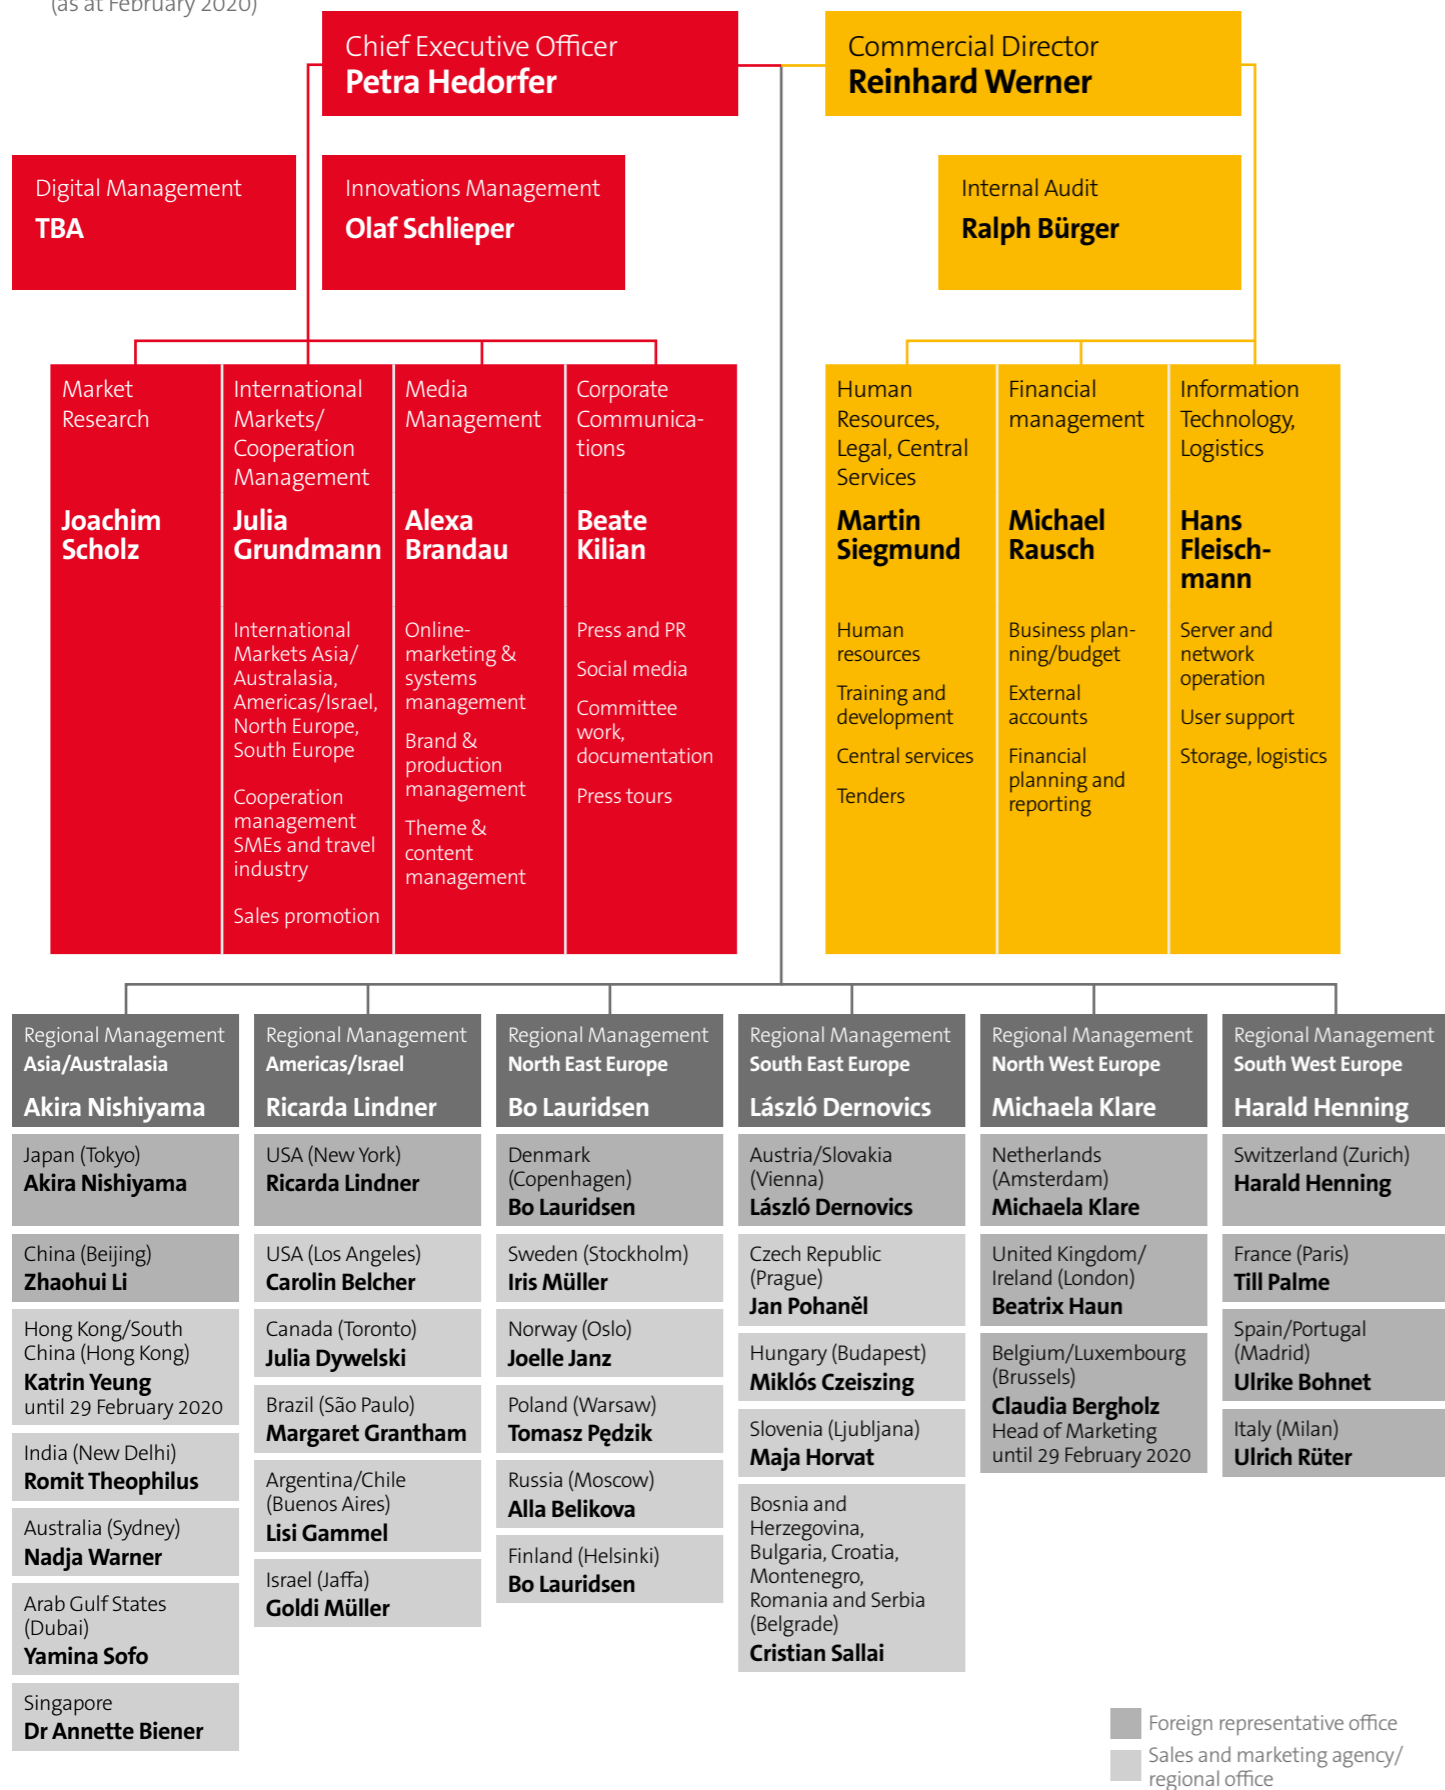 (as at February 2020)
Chief Executive Officer
Petra Hedorfer
Commercial Director
Reinhard Werner
Digital Management
TBA
Innovations Management
Olaf Schlieper
Internal Audit
Ralph Bürger
Market
Research
Joachim
Scholz
International
Markets/
Cooperation
Management
Julia
Grundmann
International
Markets Asia/
Australasia,
Americas/Israel,
North Europe,
South Europe
Cooperation
management
SMEs and travel
industry
Sales promotion
Media
Management
Alexa
Brandau
Online-
marketing &
systems
management
Brand &
production
management
Theme &
content
management
Corporate
Communica-
tions
Beate
Kilian
Press and PR
Social media
Committee
work,
documentation
Press tours
Human
Resources,
Legal, Central
Services
Martin
Siegmund
Human
resources
Training and
development
Central services
Tenders
Financial
management
Michael
Rausch
Business plan-
ning/budget
External
accounts
Financial
planning and
reporting
Information
Technology,
Logistics
Hans
Fleisch-
mann
Server and
network
operation
User support
Storage, logistics
Regional Management
Asia/Australasia
Akira Nishiyama
Japan (Tokyo)
Akira Nishiyama
China (Beijing)
Zhaohui Li
Hong Kong/South
China (Hong Kong)
Katrin Yeung
until 29 February 2020
India (New Delhi)
Romit Theophilus
Australia (Sydney)
Nadja Warner
Arab Gulf States
(Dubai)
Yamina Sofo
Singapore
Dr Annette Biener
Regional Management
Americas/Israel
Ricarda Lindner
USA (New York)
Ricarda Lindner
USA (Los Angeles)
Carolin Belcher
Canada (Toronto)
Julia Dywelski
Brazil (São Paulo)
Margaret Grantham
Argentina/Chile
(Buenos Aires)
Lisi Gammel
Israel (Jaffa)
Goldi Müller
Regional Management
North East Europe
Bo Lauridsen
Denmark
(Copenhagen)
Bo Lauridsen
Sweden (Stockholm)
Iris Müller
Norway (Oslo)
Joelle Janz
Poland (Warsaw)
Tomasz Pędzik
Russia (Moscow)
Alla Belikova
Finland (Helsinki)
Bo Lauridsen
Regional Management
South East Europe
László Dernovics
Austria/Slovakia
(Vienna)
László Dernovics
Czech Republic
(Prague)
Jan Pohaněl
Hungary (Budapest)
Miklós Czeiszing
Slovenia (Ljubljana)
Maja Horvat
Bosnia and
Herzegovina,
Bulgaria, Croatia,
Montenegro,
Romania and Serbia
(Belgrade)
Cristian Sallai
Regional Management
North West Europe
Michaela Klare
Netherlands
(Amsterdam)
Michaela Klare
United Kingdom/
Ireland (London)
Beatrix Haun
Belgium/Luxembourg
(Brussels)
Claudia Bergholz
Head of Marketing
until 29 February 2020
Regional Management
South West Europe
Harald Henning
Switzerland (Zurich)
Harald Henning
France (Paris)
Till Palme
Spain/Portugal
(Madrid)
Ulrike Bohnet
Italy (Milan)
Ulrich Rüter
Foreign representative office
Sales and marketing agency/
regional office